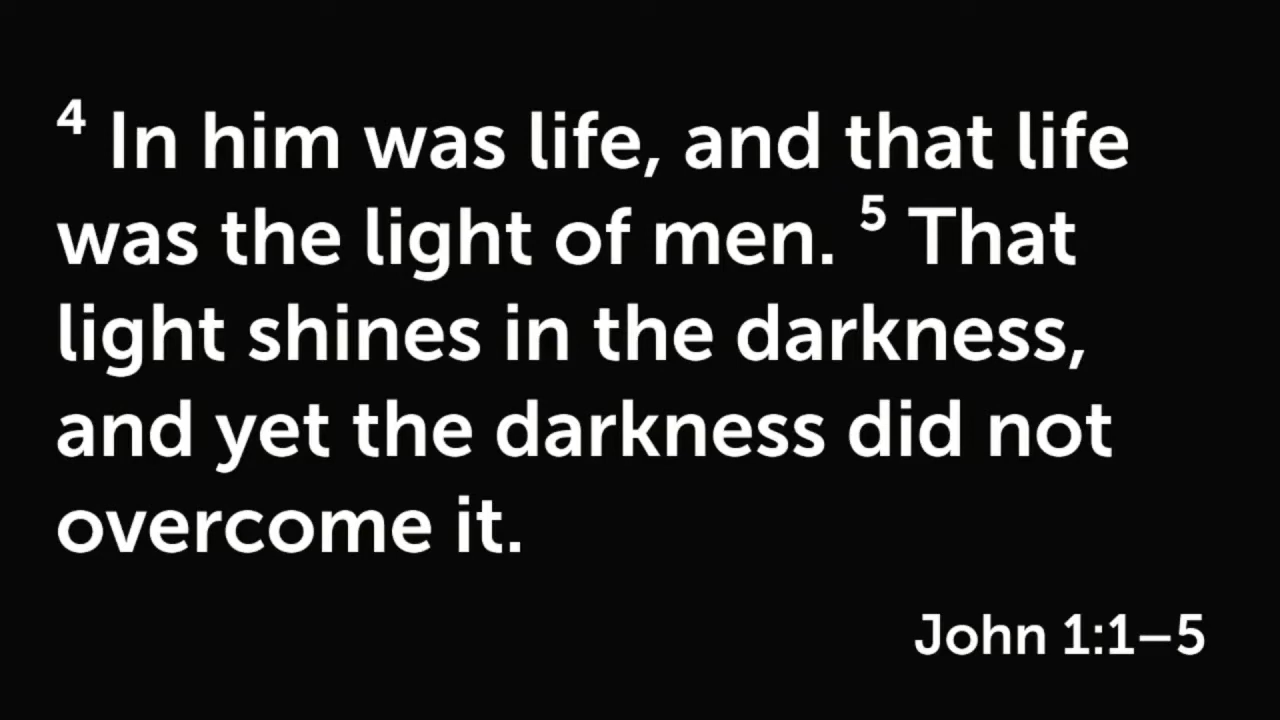 4 In him was life, and that life
was the light of men. 5 That
light shines in the darkness,
and yet the darkness did not
overcome it.
John 1:1–5